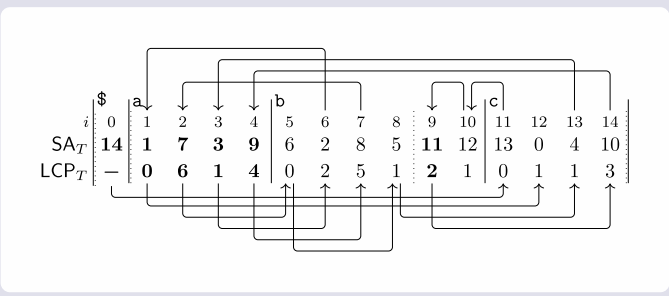 $ a b c
i 0 1 2 3 4 5 6 7 8 9 10 11 12 13 14
SA_T 14 1 7 3 9 6 2 8 5 11 12 13 0 4 10
LCP_T – 0 6 1 4 0 2 5 1 2 1 0 1 1 3